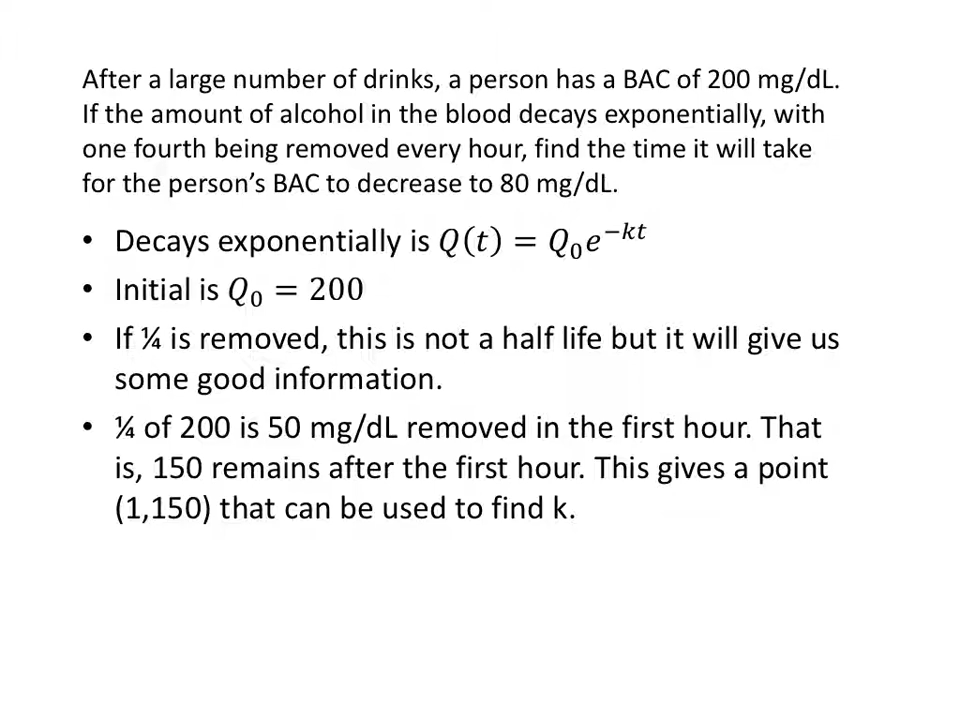 After a large number of drinks, a person has a BAC of 200 mg/dL.
If the amount of alcohol in the blood decays exponentially, with
one fourth being removed every hour, find the time it will take
for the person’s BAC to decrease to 80 mg/dL.
• Decays exponentially is Q(t) = Q₀e^{−kt}
• Initial is Q₀ = 200
• If ¼ is removed, this is not a half life but it will give us
some good information.
• ¼ of 200 is 50 mg/dL removed in the first hour. That
is, 150 remains after the first hour. This gives a point
(1,150) that can be used to find k.